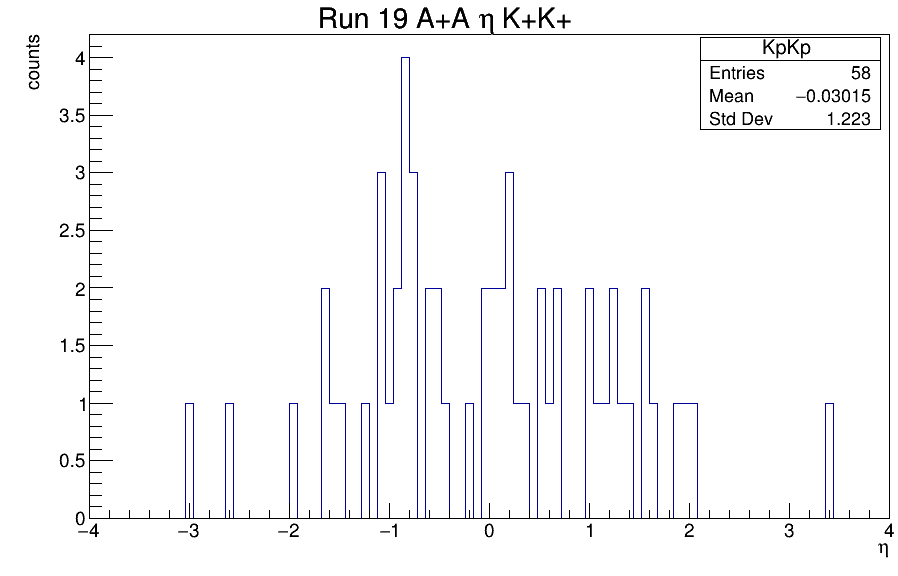 Run 19 A+A η K+K+
counts
KpKp
Entries 58
Mean −0.03015
Std Dev 1.223
4
3.5
3
2.5
2
1.5
1
0.5
0
−4 −3 −2 −1 0 1 2 3 4
η